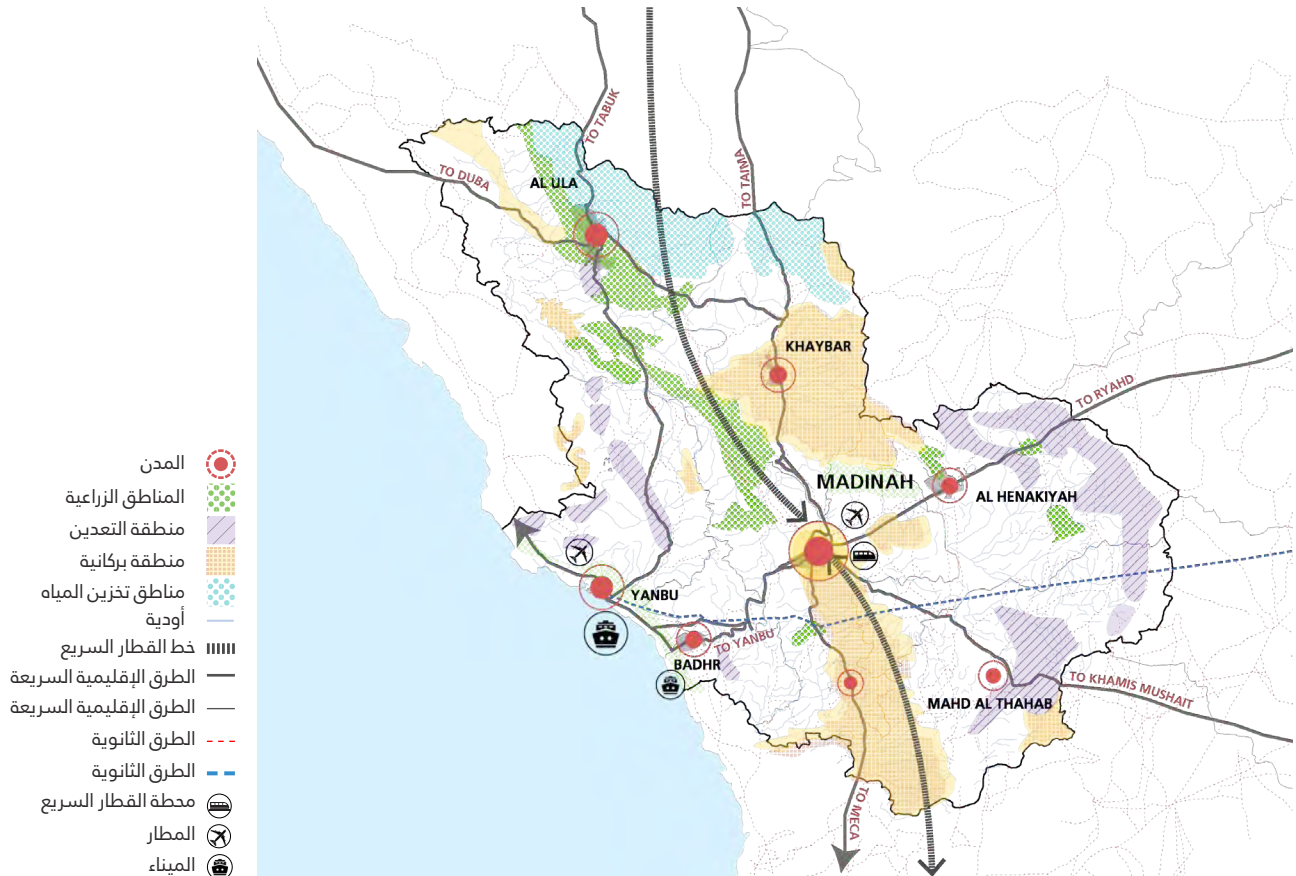 TO TABUK
TO TAIMA
TO DUBA
AL ULA
KHAYBAR
TO RYAHD
MADINAH
AL HENAKIYAH
YANBU
TO YANBU
BADHR
MAHD AL THAHAB
TO KHAMIS MUSHAIT
TO MECA
المدن
المناطق الزراعية
منطقة التعدين
منطقة بركانية
مناطق تخزين المياه
أودية
خط القطار السريع
الطرق الإقليمية السريعة
الطرق الإقليمية السريعة
الطرق الثانوية
الطرق الثانوية
محطة القطار السريع
المطار
الميناء